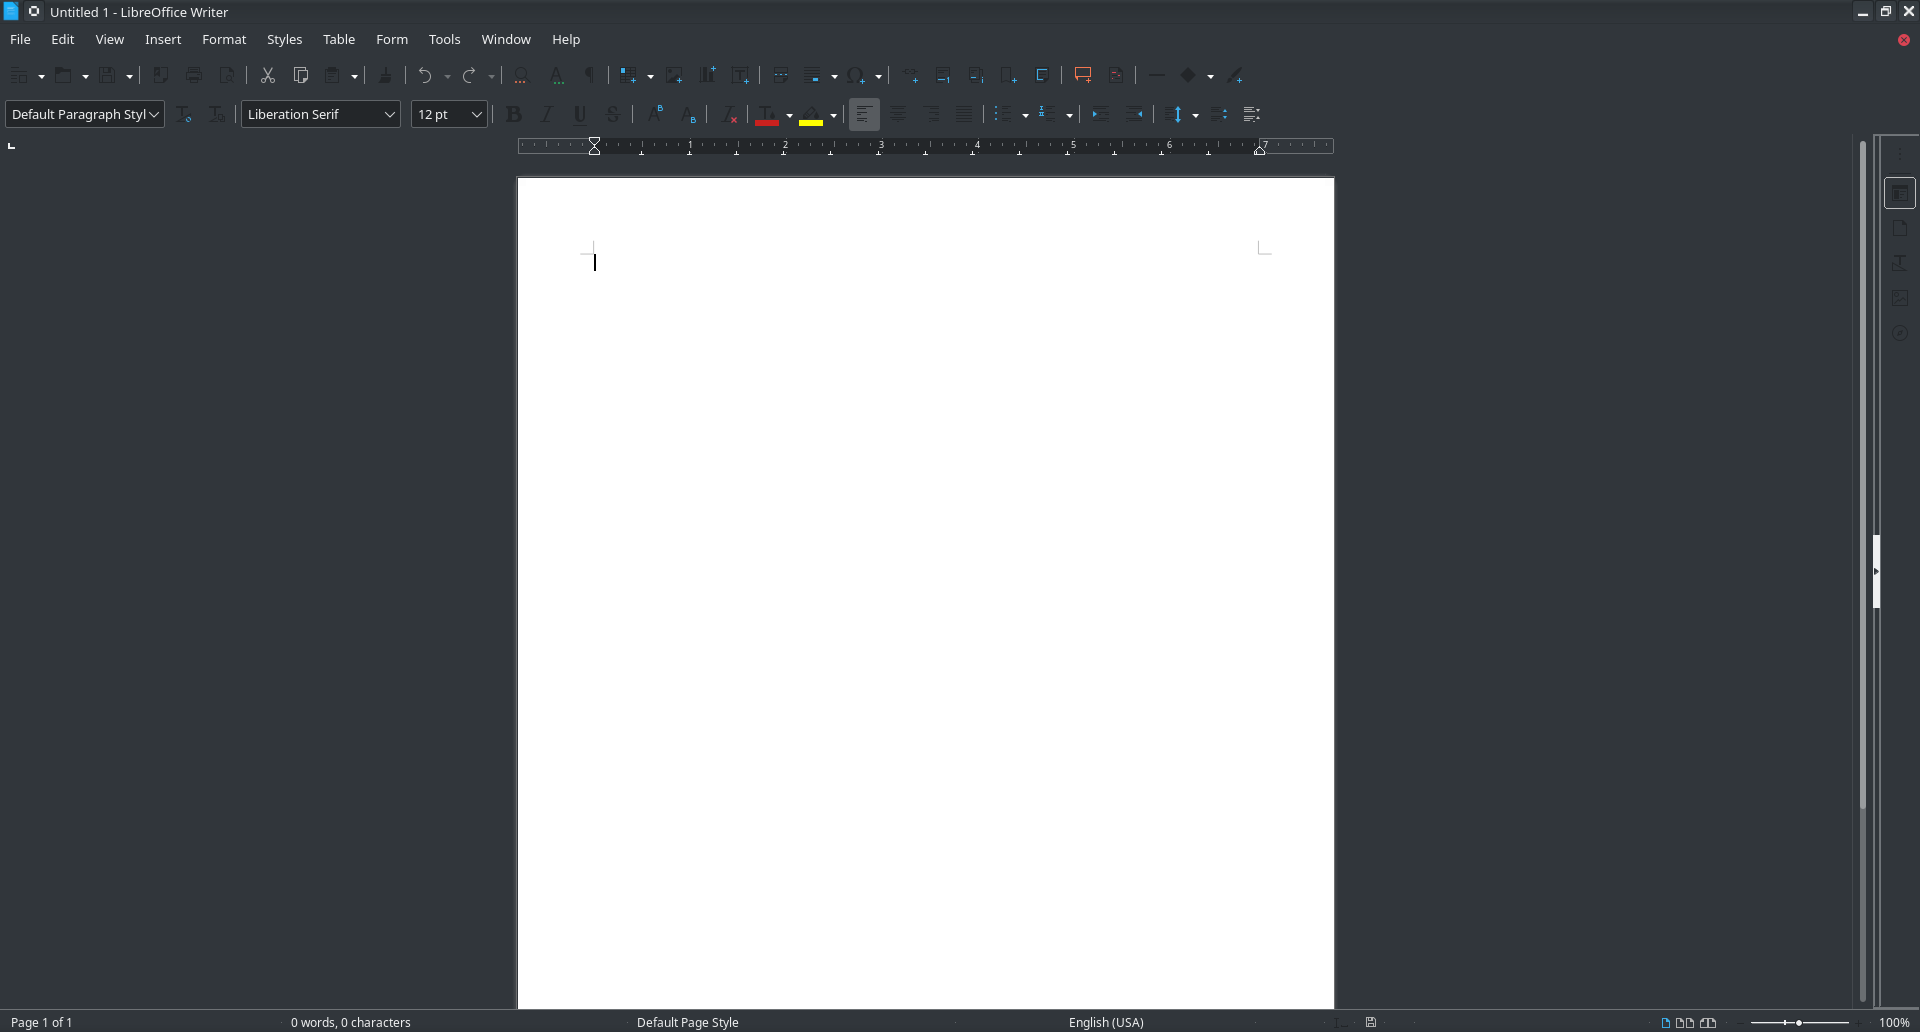 Untitled 1 - LibreOffice Writer
File Edit View Insert Format Styles Table Form Tools Window Help
Default Paragraph Styl Liberation Serif 12 pt
1 2 3 4 5 6 7
Page 1 of 1 0 words, 0 characters Default Page Style English (USA) 100%